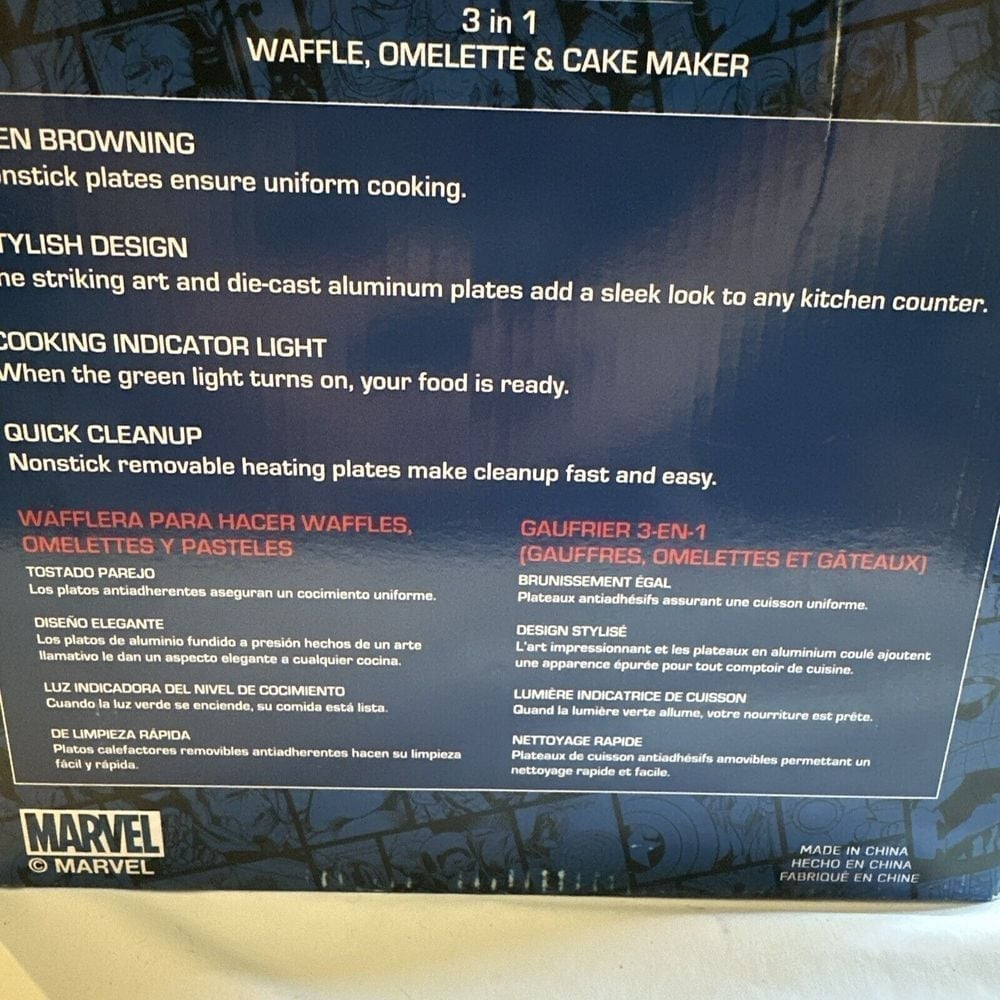 3 in 1
WAFFLE, OMELETTE & CAKE MAKER
EN BROWNING
nstick plates ensure uniform cooking.
TYLISH DESIGN
he striking art and die-cast aluminum plates add a sleek look to any kitchen counter.
COOKING INDICATOR LIGHT
When the green light turns on, your food is ready.
QUICK CLEANUP
Nonstick removable heating plates make cleanup fast and easy.
WAFFLERA PARA HACER WAFFLES,
OMELETTES Y PASTELES
TOSTADO PAREJO
Los platos antiadherentes aseguran un cocimiento uniforme.
DISEÑO ELEGANTE
Los platos de aluminio fundido a presión hechos de un arte
llamativo le dan un aspecto elegante a cualquier cocina.
LUZ INDICADORA DEL NIVEL DE COCIMIENTO
Cuando la luz verde se enciende, su comida está lista.
DE LIMPIEZA RÁPIDA
Platos calefactores removibles antiadherentes hacen su limpieza
fácil y rápida.
GAUFRIER 3-EN-1
(GAUFFRES, OMELETTES ET GÂTEAUX)
BRUNISSEMENT ÉGAL
Plateaux antiadhésifs assurant une cuisson uniforme.
DESIGN STYLISÉ
L'art impressionnant et les plateaux en aluminium coulé ajoutent
une apparence épurée pour tout comptoir de cuisine.
LUMIÈRE INDICATRICE DE CUISSON
Quand la lumière verte allume, votre nourriture est prête.
NETTOYAGE RAPIDE
Plateaux de cuisson antiadhésifs amovibles permettant un
nettoyage rapide et facile.
MARVEL
© MARVEL
MADE IN CHINA
HECHO EN CHINA
FABRIQUÉ EN CHINE